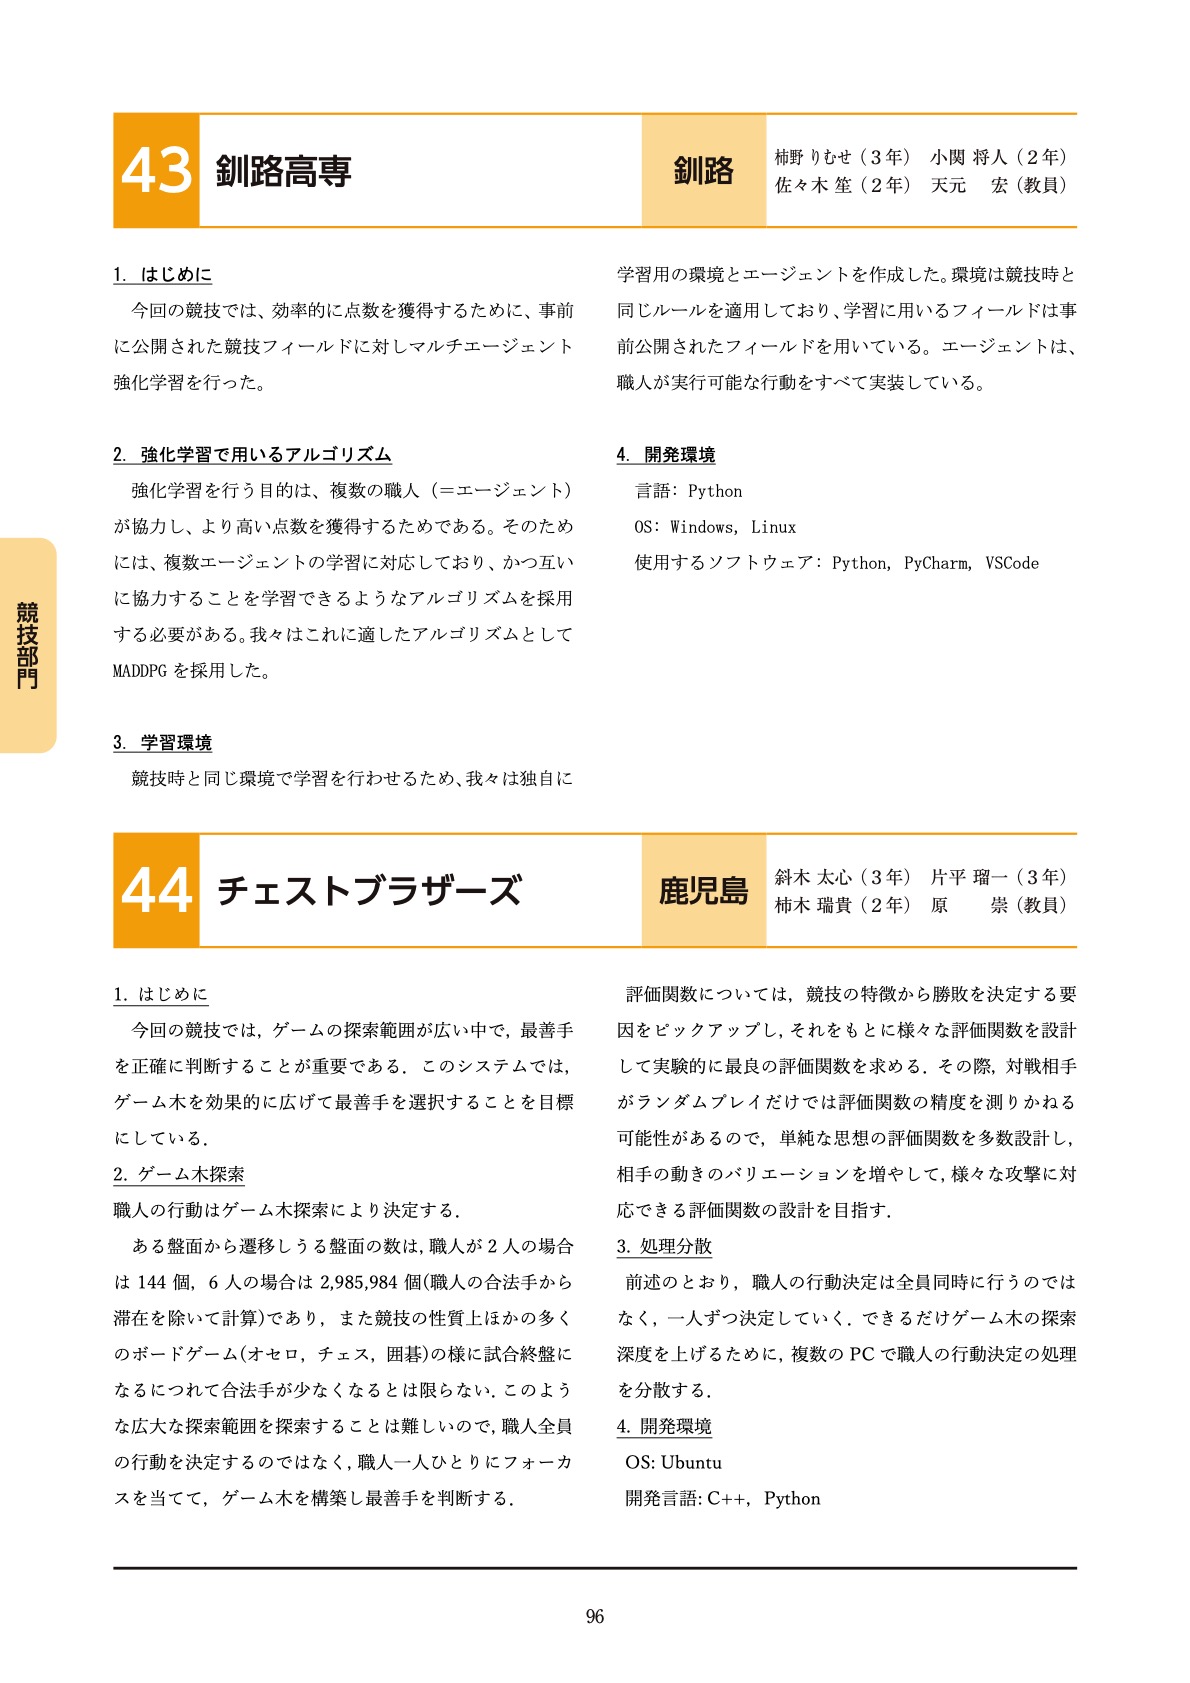 43 釧路高専 釧路 柿野 りむせ（3年） 小関 将人（2年）
佐々木 笙（2年） 天元 宏（教員）
1. はじめに
今回の競技では、効率的に点数を獲得するために、事前
に公開された競技フィールドに対しマルチエージェント
強化学習を行った。
2. 強化学習で用いるアルゴリズム
強化学習を行う目的は、複数の職人（＝エージェント）
が協力し、より高い点数を獲得するためである。そのため
には、複数エージェントの学習に対応しており、かつ互い
に協力することを学習できるようなアルゴリズムを採用
する必要がある。我々はこれに適したアルゴリズムとして
MADDPG を採用した。
3. 学習環境
競技時と同じ環境で学習を行わせるため、我々は独自に
学習用の環境とエージェントを作成した。環境は競技時と
同じルールを適用しており、学習に用いるフィールドは事
前公開されたフィールドを用いている。エージェントは、
職人が実行可能な行動をすべて実装している。
4. 開発環境
言語: Python
OS: Windows, Linux
使用するソフトウェア: Python, PyCharm, VSCode
競技部門
44 チェストブラザーズ 鹿児島 斜木 太心（3年） 片平 瑠一（3年）
柿木 瑞貴（2年） 原 崇（教員）
1. はじめに
今回の競技では, ゲームの探索範囲が広い中で, 最善手
を正確に判断することが重要である. このシステムでは,
ゲーム木を効果的に広げて最善手を選択することを目標
にしている.
2. ゲーム木探索
職人の行動はゲーム木探索により決定する.
ある盤面から遷移しうる盤面の数は, 職人が 2 人の場合
は 144 個, 6 人の場合は 2,985,984 個(職人の合法手から
滞在を除いて計算)であり, また競技の性質上ほかの多く
のボードゲーム(オセロ, チェス, 囲碁)の様に試合終盤に
なるにつれて合法手が少なくなるとは限らない. このよう
な広大な探索範囲を探索することは難しいので, 職人全員
の行動を決定するのではなく, 職人一人ひとりにフォーカ
スを当てて, ゲーム木を構築し最善手を判断する.
評価関数については, 競技の特徴から勝敗を決定する要
因をピックアップし, それをもとに様々な評価関数を設計
して実験的に最良の評価関数を求める. その際, 対戦相手
がランダムプレイだけでは評価関数の精度を測りかねる
可能性があるので, 単純な思想の評価関数を多数設計し,
相手の動きのバリエーションを増やして, 様々な攻撃に対
応できる評価関数の設計を目指す.
3. 処理分散
前述のとおり, 職人の行動決定は全員同時に行うのでは
なく, 一人ずつ決定していく. できるだけゲーム木の探索
深度を上げるために, 複数の PC で職人の行動決定の処理
を分散する.
4. 開発環境
OS: Ubuntu
開発言語: C++, Python
96